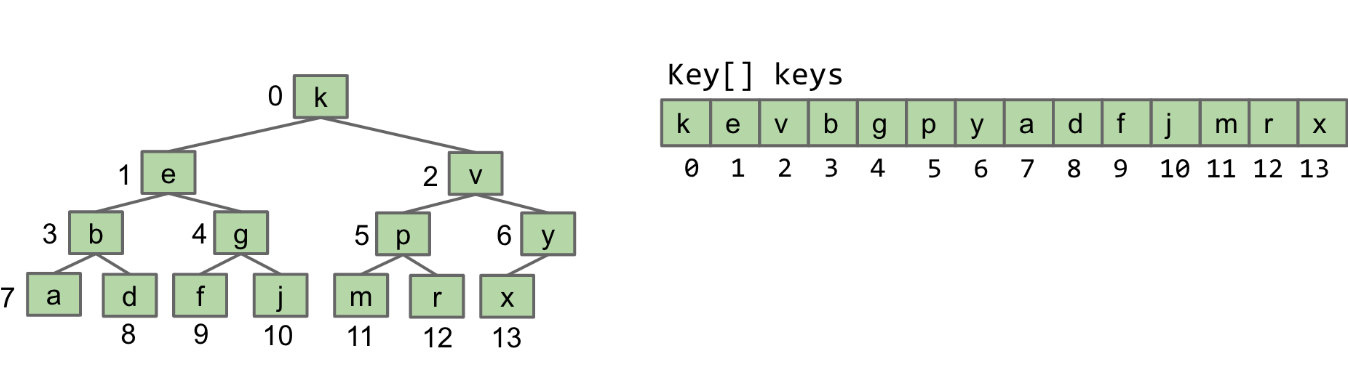 0 k
1 e 2 v
3 b 4 g 5 p 6 y
7 a d f j m r x
8 9 10 11 12 13
Key[] keys
k e v b g p y a d f j m r x
0 1 2 3 4 5 6 7 8 9 10 11 12 13